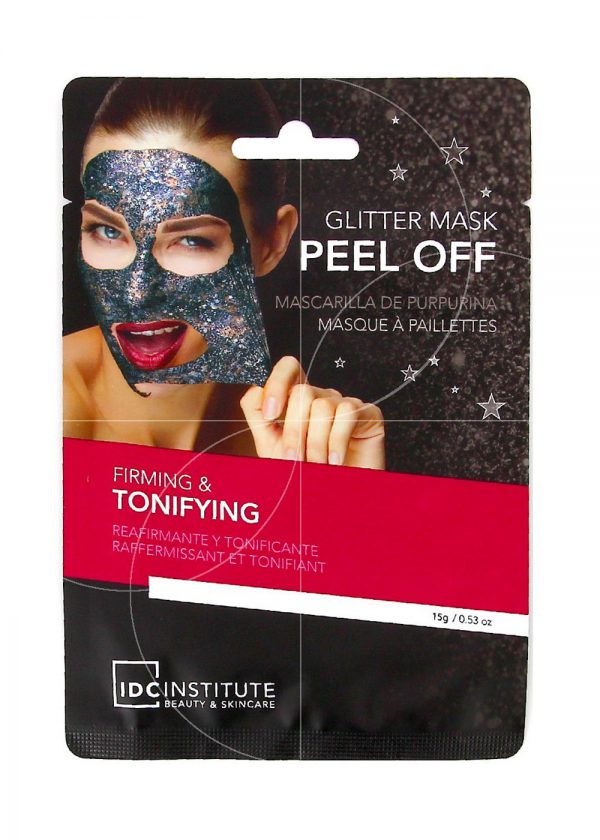 GLITTER MASK
PEEL OFF
MASCARILLA DE PURPURINA
MASQUE À PAILLETTES
FIRMING &
TONIFYING
REAFIRMANTE Y TONIFICANTE
RAFFERMISSANT ET TONIFIANT
15g / 0.53 oz
IDC INSTITUTE
BEAUTY & SKINCARE